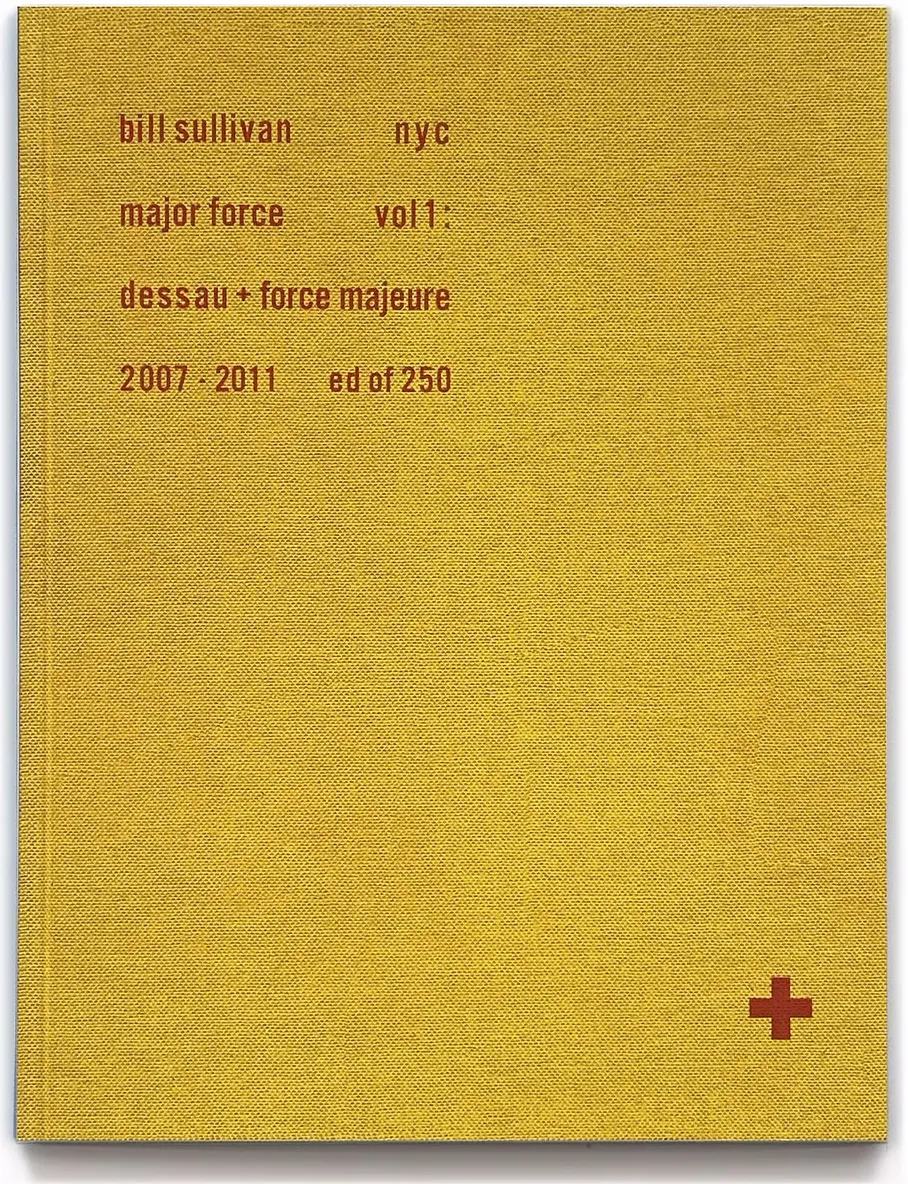 bill sullivan nyc
major force vol 1:
dessau + force majeure
2007 - 2011 ed of 250